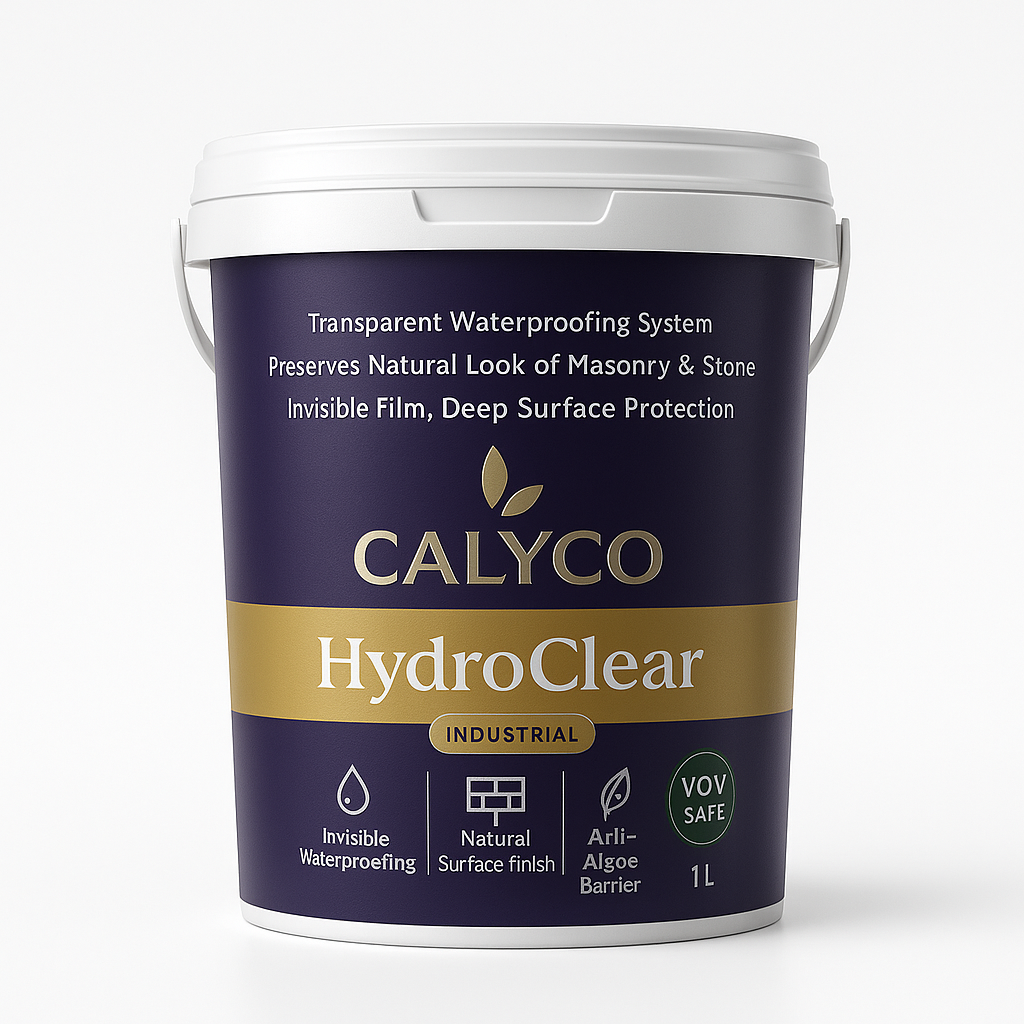 Transparent Waterproofing System
Preserves Natural Look of Masonry & Stone
Invisible Film, Deep Surface Protection
CALYCO
HydroClear
INDUSTRIAL
Invisible
Waterproefing
Natural
Surface finlsh
Arli-
Algoe
Barrier
VOV
SAFE
1L